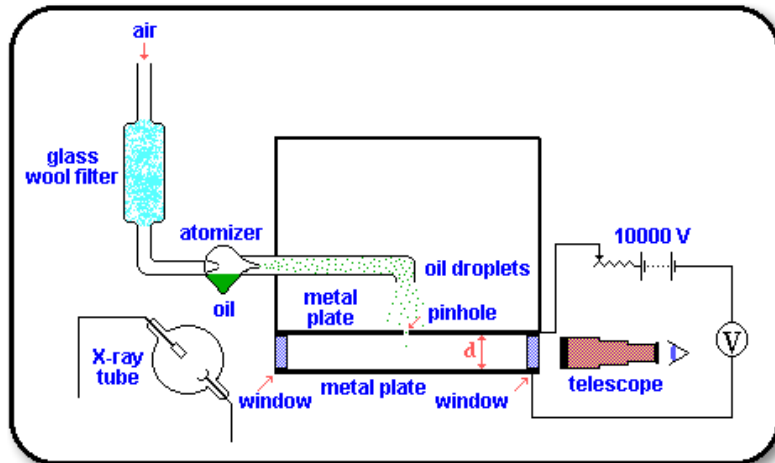 air
glass
wool filter
atomizer
oil
oil droplets
10000 V
metal
plate
pinhole
d
V
X-ray
tube
window
metal plate
window
telescope